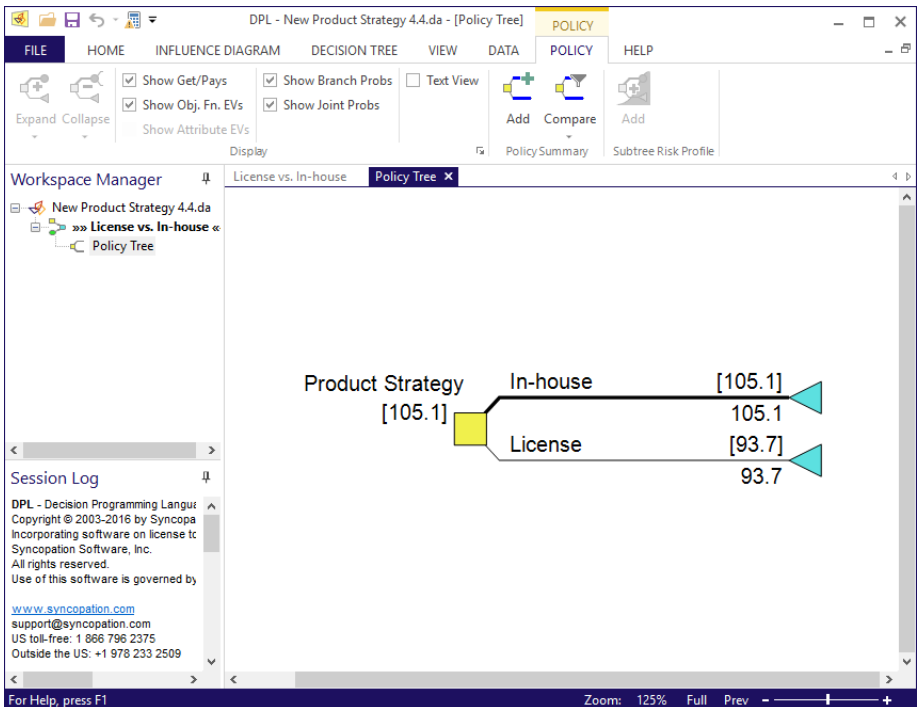 DPL - New Product Strategy 4.4.da - [Policy Tree]
POLICY
FILE HOME INFLUENCE DIAGRAM DECISION TREE VIEW DATA POLICY HELP
Show Get/Pays Show Branch Probs Text View
Show Obj. Fn. EVs Show Joint Probs
Expand Collapse Add Compare Add
Show Attribute EVs
Display Policy Summary Subtree Risk Profile
Workspace Manager
License vs. In-house Policy Tree
New Product Strategy 4.4.da
»» License vs. In-house «
Policy Tree
Product Strategy
[105.1]
In-house [105.1]
105.1
License [93.7]
93.7
Session Log
DPL - Decision Programming Langua
Copyright © 2003-2016 by Syncopa
Incorporating software on license to
Syncopation Software, Inc.
All rights reserved.
Use of this software is governed by
www.syncopation.com
support@syncopation.com
US toll-free: 1 866 796 2375
Outside the US: +1 978 233 2509
For Help, press F1
Zoom: 125% Full Prev